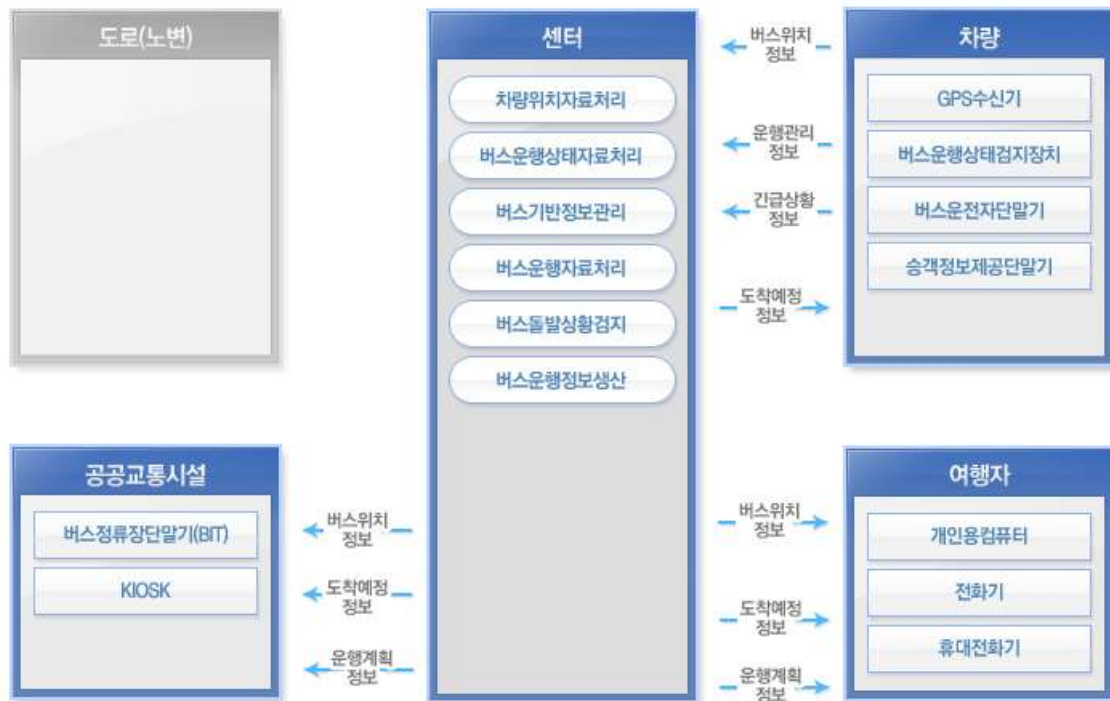 도로(노변)
센터
차량위치자료처리
버스운행상태자료처리
버스기반정보관리
버스운행자료처리
버스돌발상황검지
버스운행정보생산
버스위치
정보
운행관리
정보
긴급상황
정보
도착예정
정보
차량
GPS수신기
버스운행상태검지장치
버스운전자단말기
승객정보제공단말기
공공교통시설
버스정류장단말기(BIT)
KIOSK
버스위치
정보
도착예정
정보
운행계획
정보
버스위치
정보
도착예정
정보
운행계획
정보
여행자
개인용컴퓨터
전화기
휴대전화기